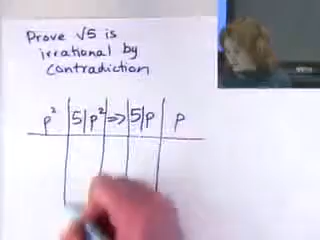 Prove √5 is
irrational by
contradiction
p² | 5|p² | => | 5|p | p